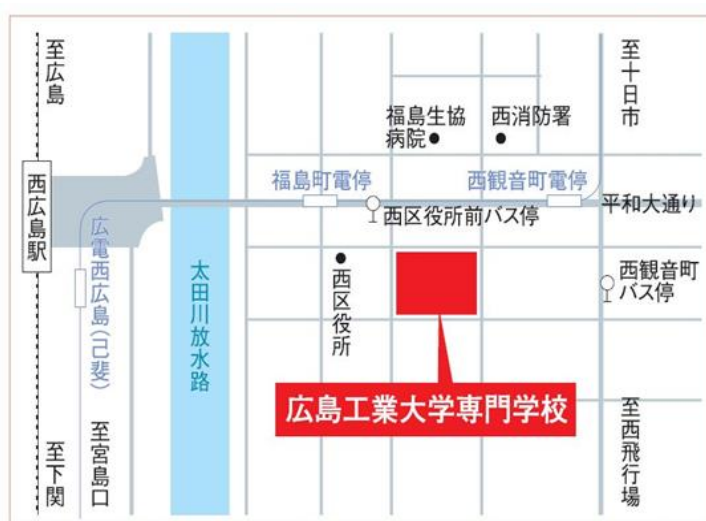 至広島
西広島駅
至下関
広電西広島(己斐)
至宮島口
太田川放水路
福島生協
病院
西消防署
至十日市
福島町電停
西観音町電停
西区役所前バス停
平和大通り
西区役所
西観音町
バス停
広島工業大学専門学校
至西飛行場